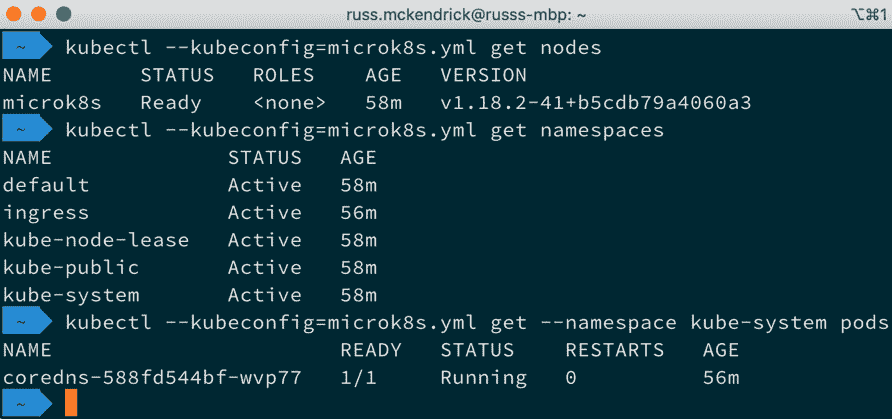 russ.mckendrick@russs-mbp: ~ ⌥⌘1
~ kubectl --kubeconfig=microk8s.yml get nodes
NAME STATUS ROLES AGE VERSION
microk8s Ready <none> 58m v1.18.2-41+b5cdb79a4060a3
~ kubectl --kubeconfig=microk8s.yml get namespaces
NAME STATUS AGE
default Active 58m
ingress Active 56m
kube-node-lease Active 58m
kube-public Active 58m
kube-system Active 58m
~ kubectl --kubeconfig=microk8s.yml get --namespace kube-system pods
NAME READY STATUS RESTARTS AGE
coredns-588fd544bf-wvp77 1/1 Running 0 56m
~